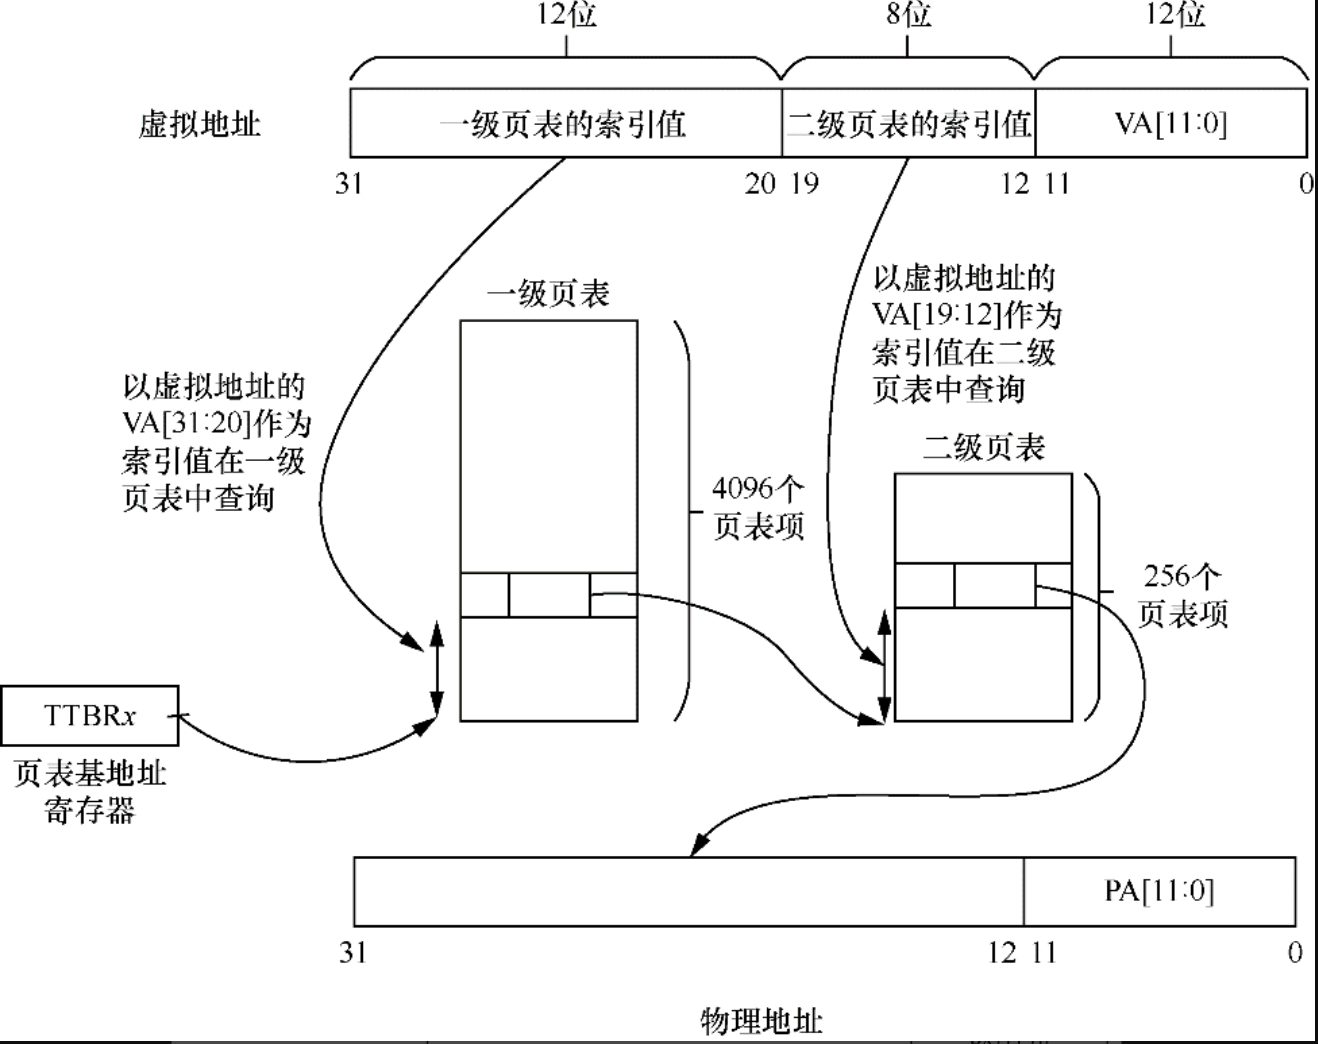 12位
8位
12位
虚拟地址
一级页表的索引值
二级页表的索引值
VA[11:0]
31
20 19
12 11
0
以虚拟地址的
VA[31:20]作为
索引值在一级
页表中查询
一级页表
4096个
页表项
以虚拟地址的
VA[19:12]作为
索引值在二级
页表中查询
二级页表
256个
页表项
TTBRx
页表基地址
寄存器
PA[11:0]
31
12 11
0
物理地址